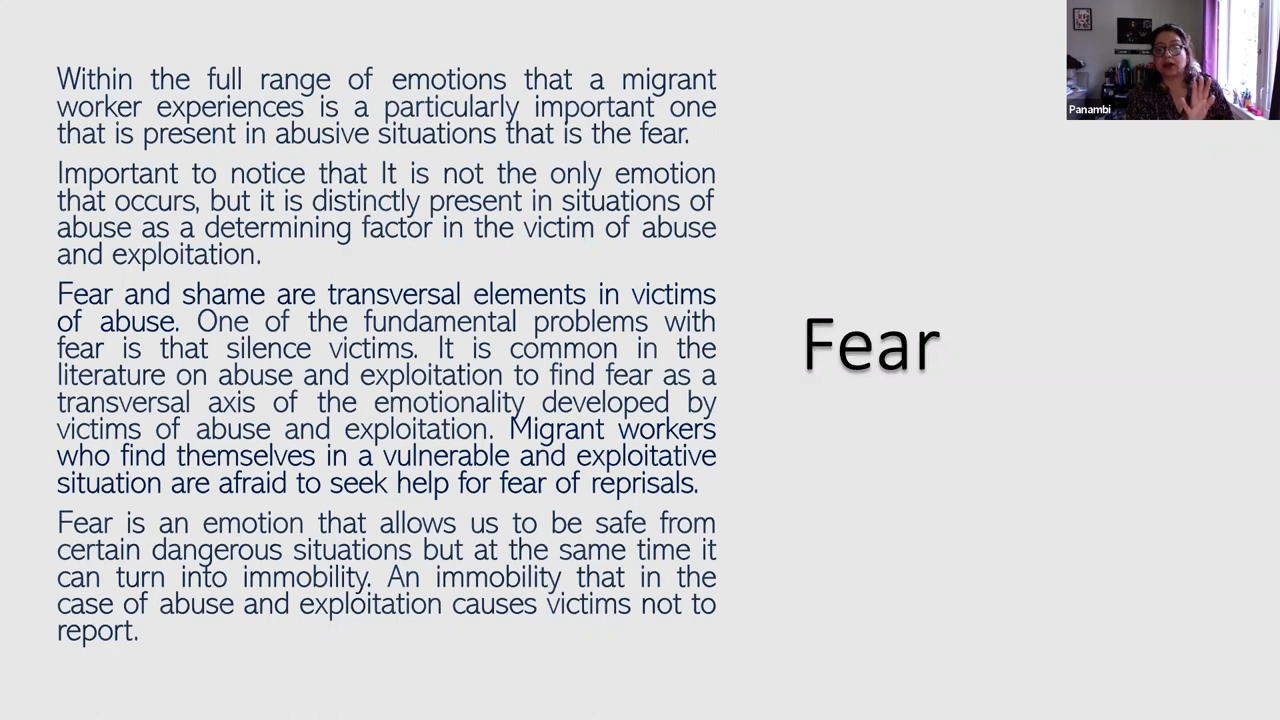 Within the full range of emotions that a migrant
worker experiences is a particularly important one
that is present in abusive situations that is the fear.
Important to notice that It is not the only emotion
that occurs, but it is distinctly present in situations of
abuse as a determining factor in the victim of abuse
and exploitation.
Fear and shame are transversal elements in victims
of abuse. One of the fundamental problems with
fear is that silence victims. It is common in the
literature on abuse and exploitation to find fear as a
transversal axis of the emotionality developed by
victims of abuse and exploitation. Migrant workers
who find themselves in a vulnerable and exploitative
situation are afraid to seek help for fear of reprisals.
Fear is an emotion that allows us to be safe from
certain dangerous situations but at the same time it
can turn into immobility. An immobility that in the
case of abuse and exploitation causes victims not to
report.
Fear
Panambi